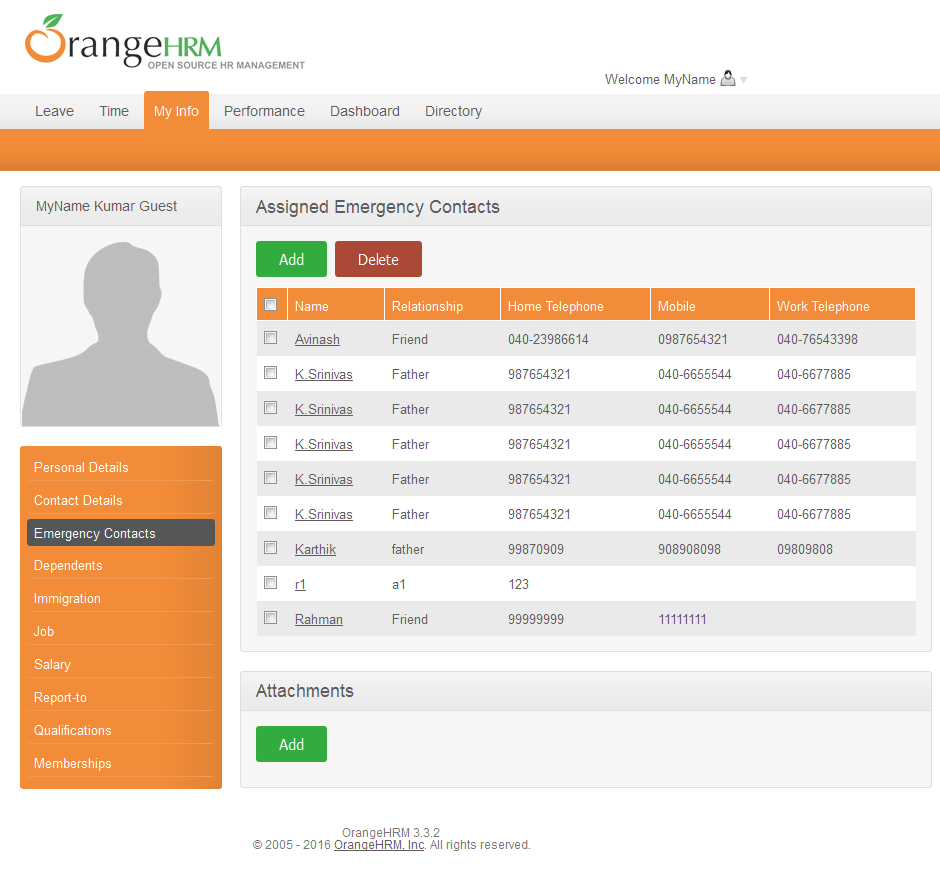 OrangeHRM
OPEN SOURCE HR MANAGEMENT
Welcome MyName
Leave Time My Info Performance Dashboard Directory
MyName Kumar Guest
Personal Details
Contact Details
Emergency Contacts
Dependents
Immigration
Job
Salary
Report-to
Qualifications
Memberships
Assigned Emergency Contacts
Add Delete
Name Relationship Home Telephone Mobile Work Telephone
Avinash Friend 040-23986614 0987654321 040-76543398
K.Srinivas Father 987654321 040-6655544 040-6677885
K.Srinivas Father 987654321 040-6655544 040-6677885
K.Srinivas Father 987654321 040-6655544 040-6677885
K.Srinivas Father 987654321 040-6655544 040-6677885
K.Srinivas Father 987654321 040-6655544 040-6677885
Karthik father 99870909 908908098 09809808
r1 a1 123
Rahman Friend 99999999 11111111
Attachments
Add
OrangeHRM 3.3.2
© 2005 - 2016 OrangeHRM, Inc. All rights reserved.